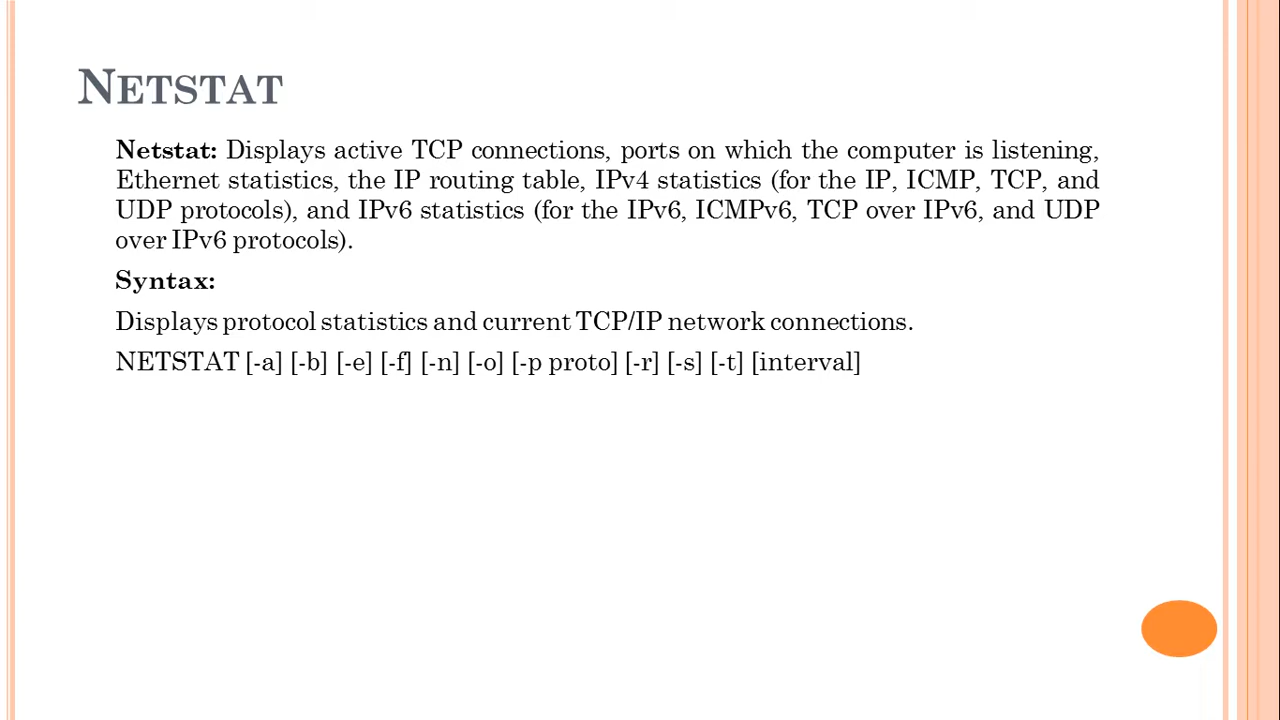 NETSTAT
Netstat: Displays active TCP connections, ports on which the computer is listening,
Ethernet statistics, the IP routing table, IPv4 statistics (for the IP, ICMP, TCP, and
UDP protocols), and IPv6 statistics (for the IPv6, ICMPv6, TCP over IPv6, and UDP
over IPv6 protocols).
Syntax:
Displays protocol statistics and current TCP/IP network connections.
NETSTAT [-a] [-b] [-e] [-f] [-n] [-o] [-p proto] [-r] [-s] [-t] [interval]